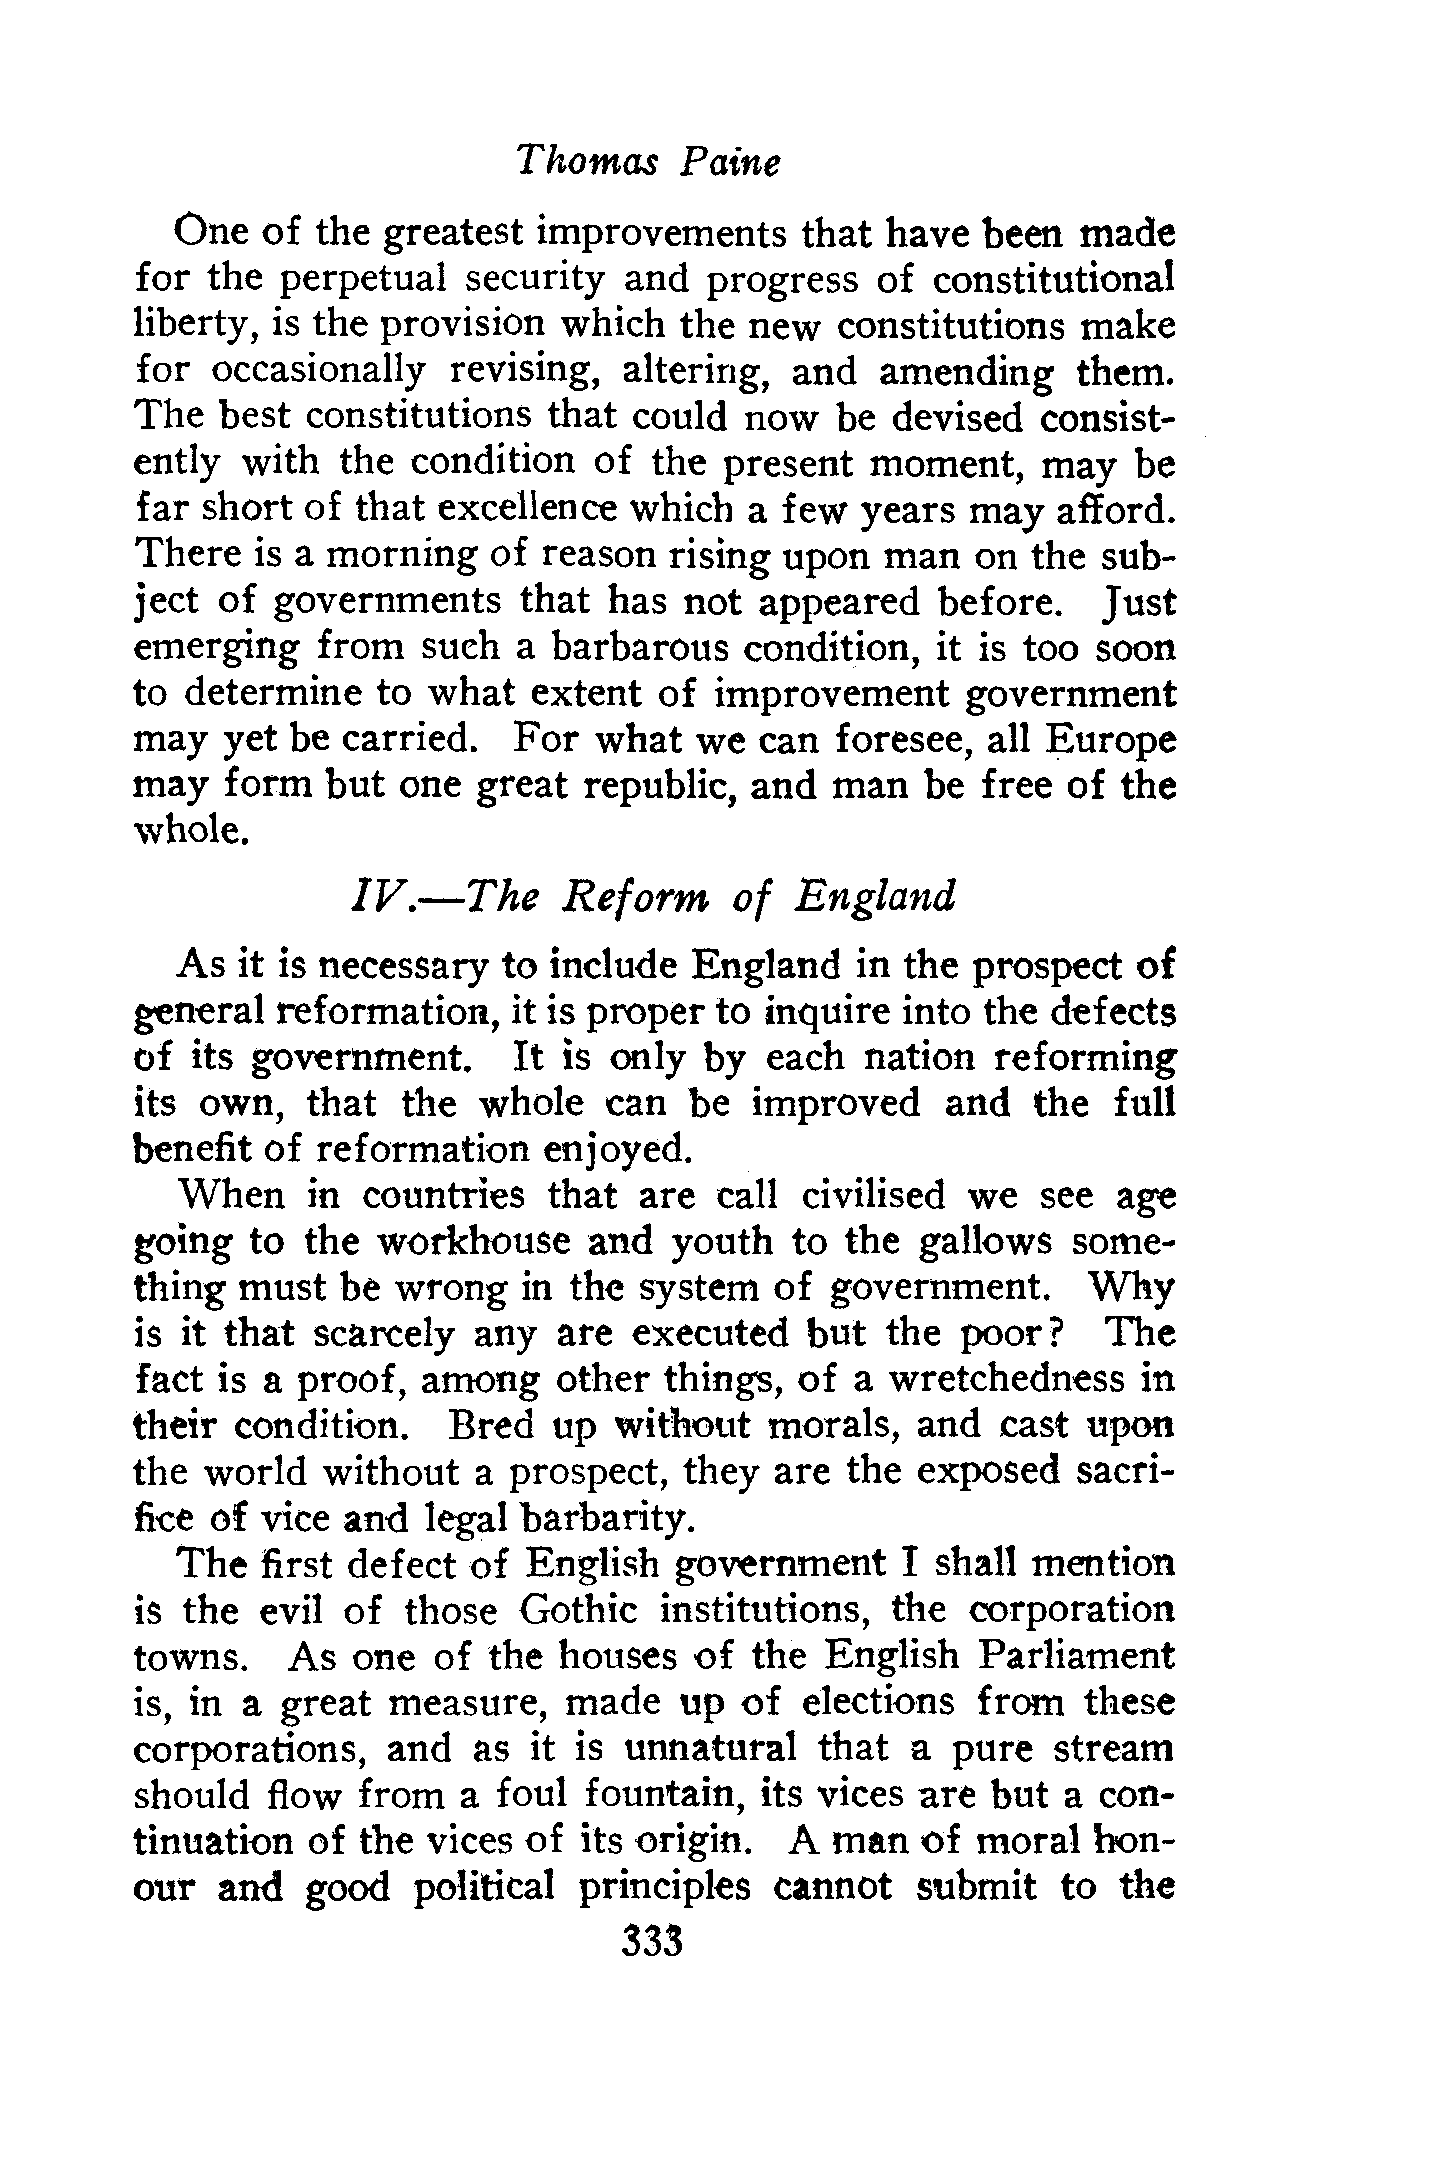 Thomas Paine
One of the greatest improvements that have been made
for the perpetual security and progress of constitutional
liberty, is the provision which the new constitutions make
for occasionally revising, altering, and amending them.
The best constitutions that could now be devised consist-
ently with the condition of the present moment, may be
far short of that excellence which a few years may afford.
There is a morning of reason rising upon man on the sub-
ject of governments that has not appeared before. Just
emerging from such a barbarous condition, it is too soon
to determine to what extent of improvement government
may yet be carried. For what we can foresee, all Europe
may form but one great republic, and man be free of the
whole.
IV.—The Reform of England
As it is necessary to include England in the prospect of
general reformation, it is proper to inquire into the defects
of its government. It is only by each nation reforming
its own, that the whole can be improved and the full
benefit of reformation enjoyed.
When in countries that are call civilised we see age
going to the workhouse and youth to the gallows some-
thing must be wrong in the system of government. Why
is it that scarcely any are executed but the poor? The
fact is a proof, among other things, of a wretchedness in
their condition. Bred up without morals, and cast upon
the world without a prospect, they are the exposed sacri-
fice of vice and legal barbarity.
The first defect of English government I shall mention
is the evil of those Gothic institutions, the corporation
towns. As one of the houses of the English Parliament
is, in a great measure, made up of elections from these
corporations, and as it is unnatural that a pure stream
should flow from a foul fountain, its vices are but a con-
tinuation of the vices of its origin. A man of moral hon-
our and good political principles cannot submit to the
333